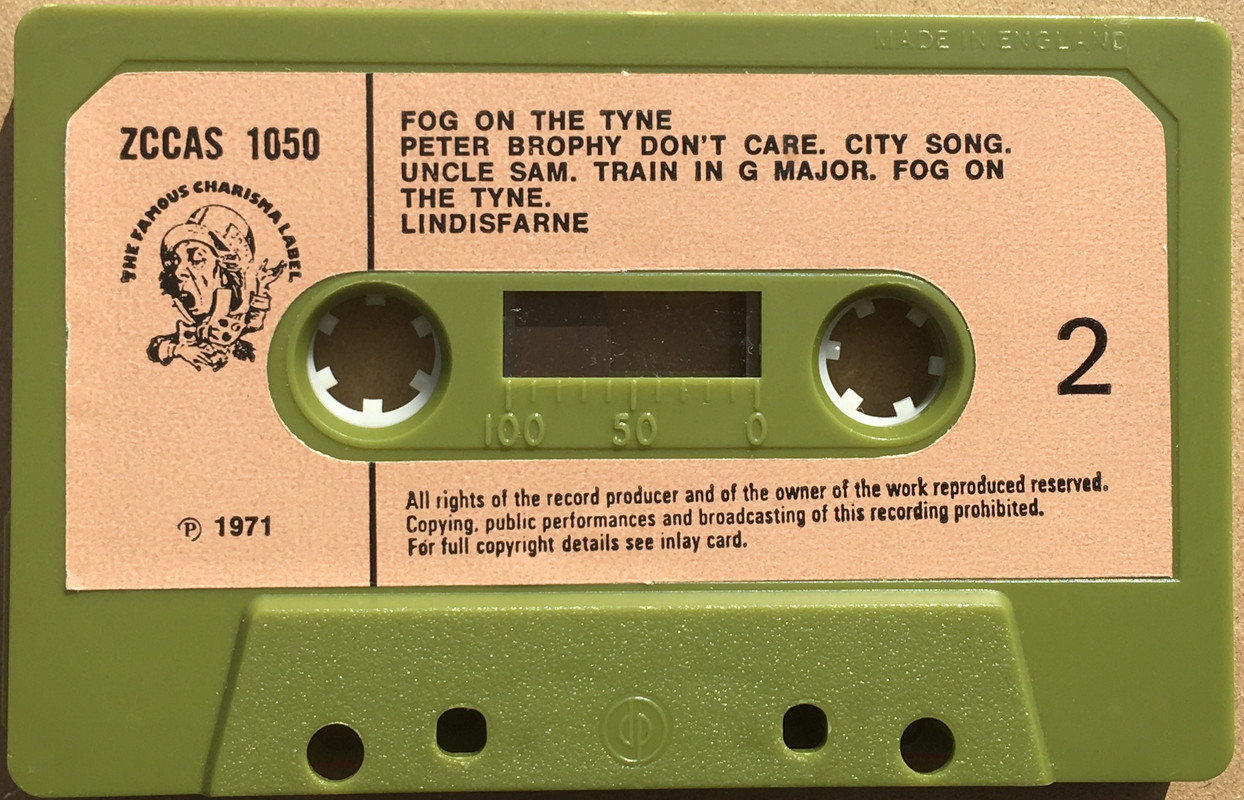 MADE IN ENGLAND
ZCCAS 1050
THE FAMOUS CHARISMA LABEL
FOG ON THE TYNE
PETER BROPHY DON'T CARE. CITY SONG.
UNCLE SAM. TRAIN IN G MAJOR. FOG ON
THE TYNE.
LINDISFARNE
2
100 50 0
All rights of the record producer and of the owner of the work reproduced reserved.
Copying, public performances and broadcasting of this recording prohibited.
For full copyright details see inlay card.
℗ 1971